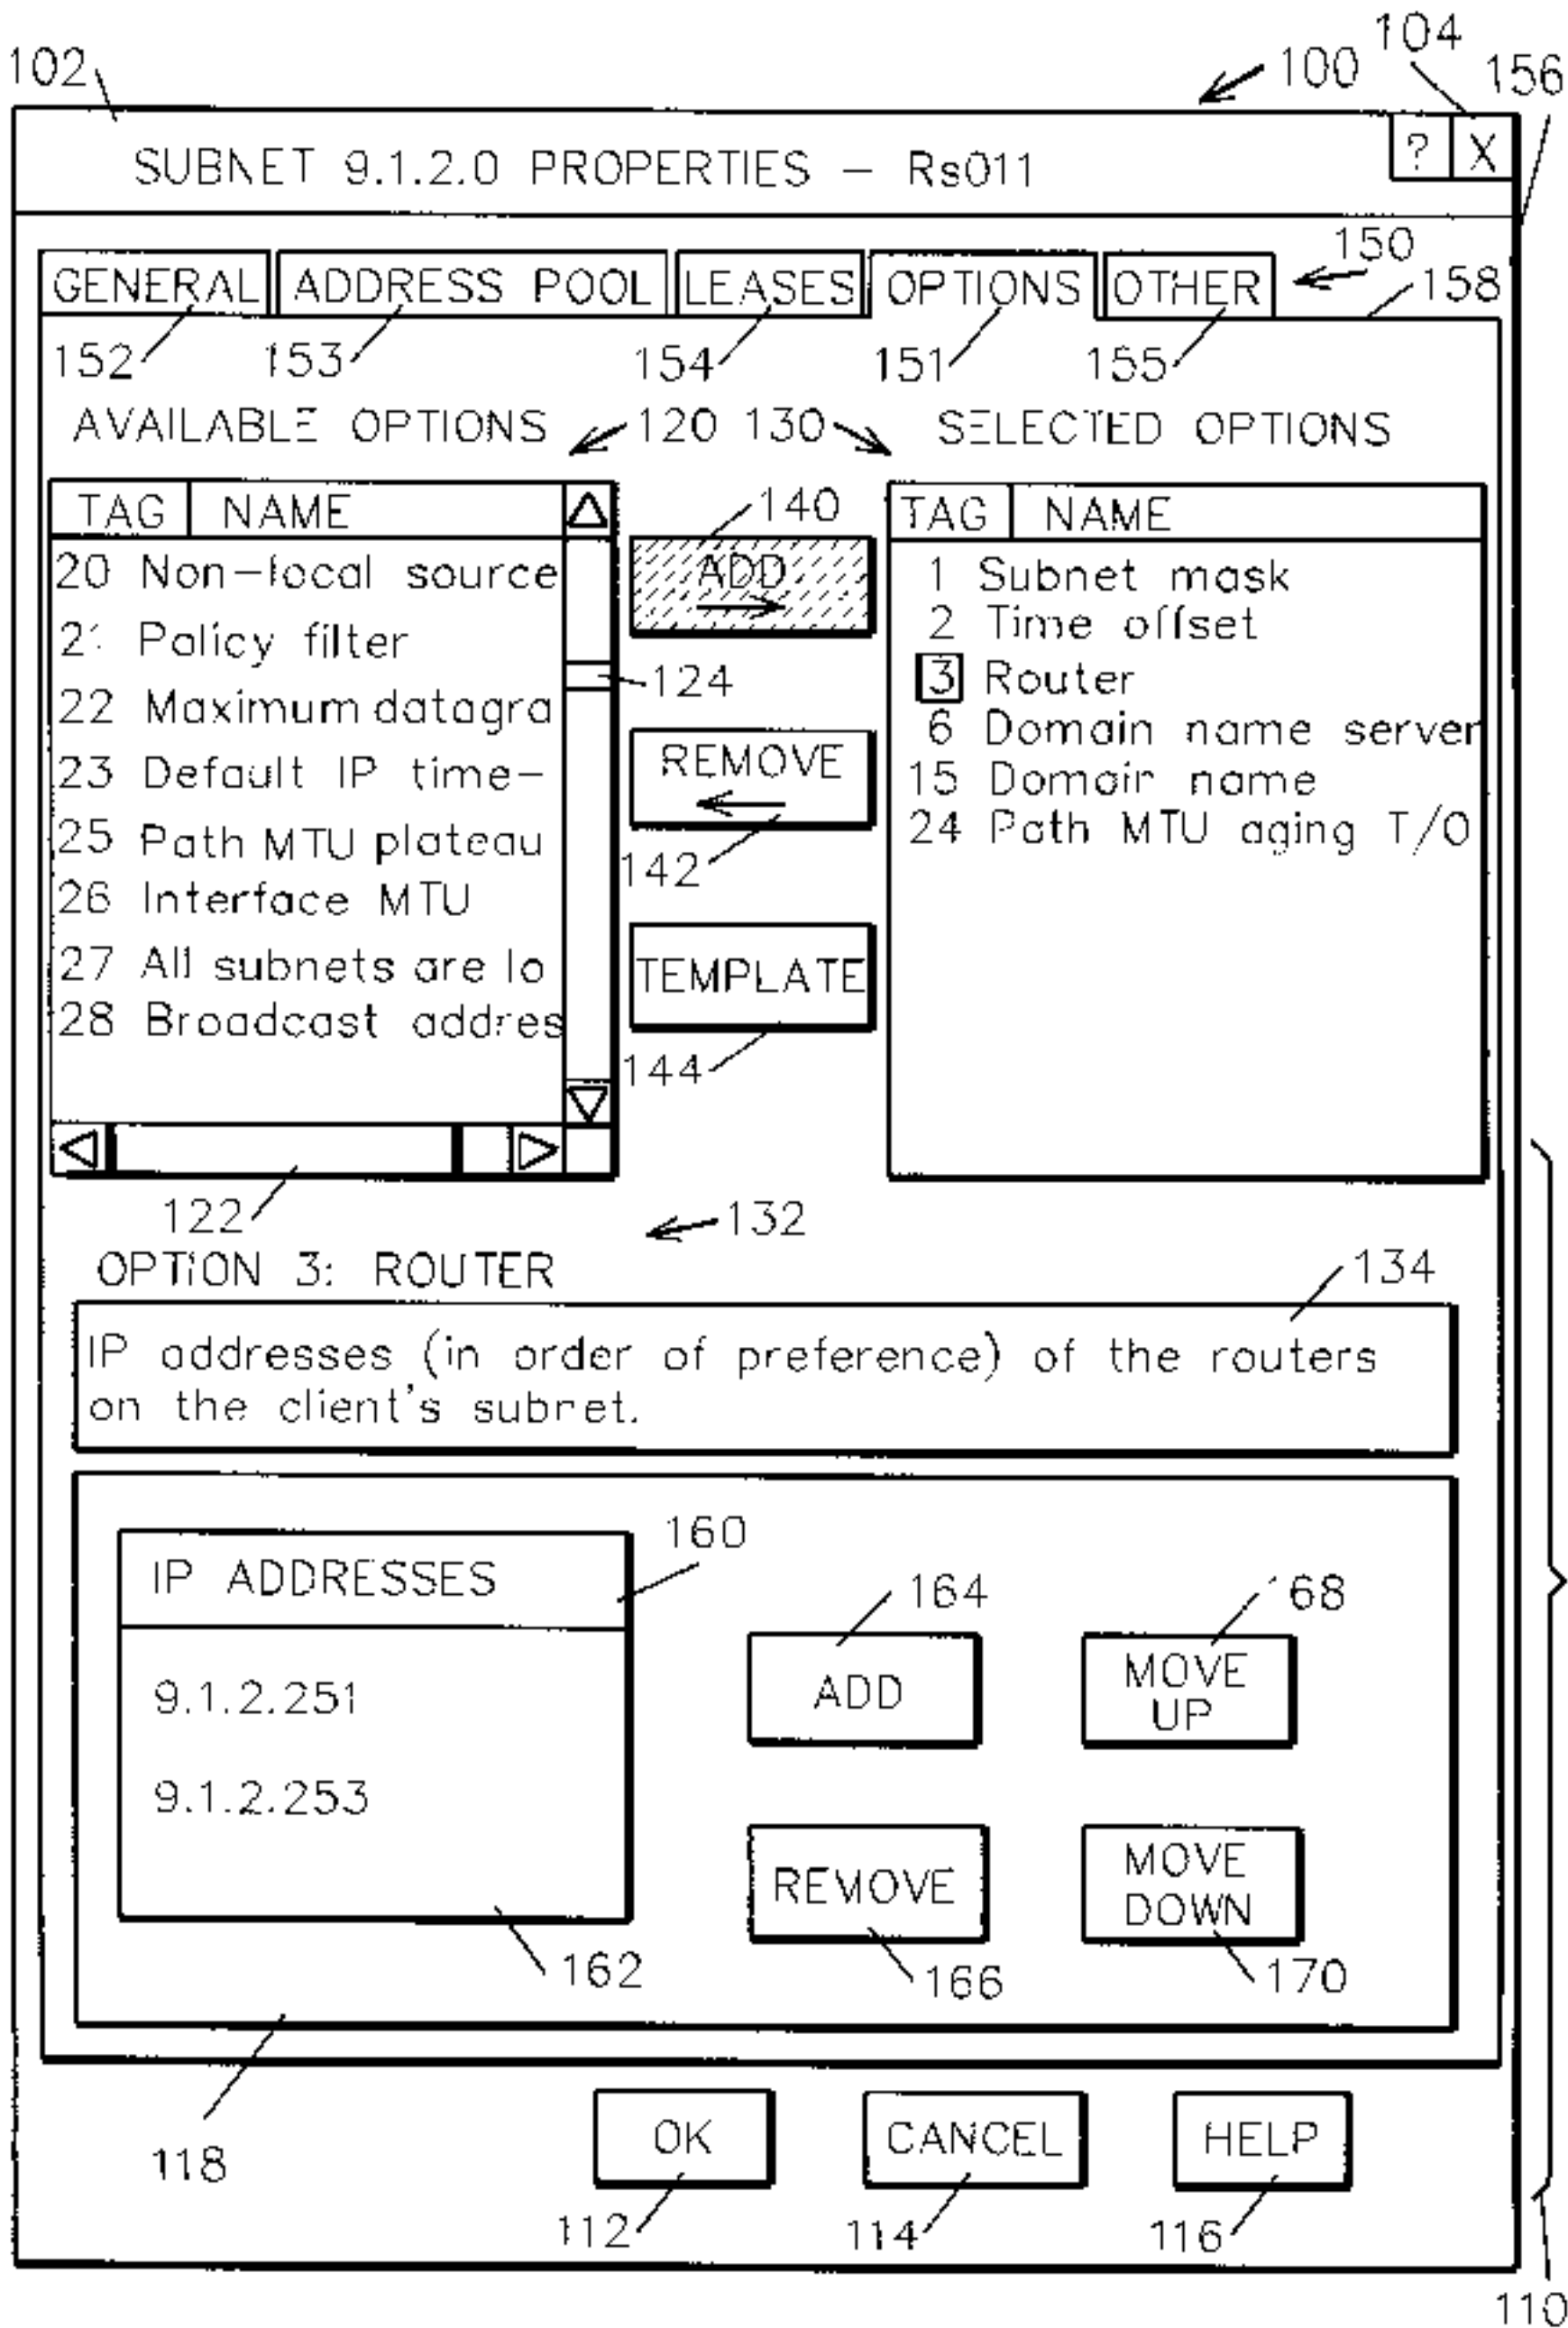 102 100 104 156
SUBNET 9.1.2.0 PROPERTIES – Rs011 ? X
GENERAL ADDRESS POOL LEASES OPTIONS OTHER 150
158
152 153 154 151 155
AVAILABLE OPTIONS 120 130 SELECTED OPTIONS
TAG NAME
20 Non–local source
21 Policy filter
22 Maximum datagra
23 Default IP time–
25 Path MTU plateau
26 Interface MTU
27 All subnets are lo
28 Broadcast addres
140
ADD
124
REMOVE
142
TEMPLATE
144
TAG NAME
1 Subnet mask
2 Time offset
3 Router
6 Domain name server
15 Domain name
24 Path MTU aging T/O
122 132
OPTION 3: ROUTER 134
IP addresses (in order of preference) of the routers
on the client's subnet.
160
IP ADDRESSES
9.1.2.251
9.1.2.253
162
164
ADD
168
MOVE
UP
REMOVE
166
MOVE
DOWN
170
118
OK CANCEL HELP
112 114 116
110